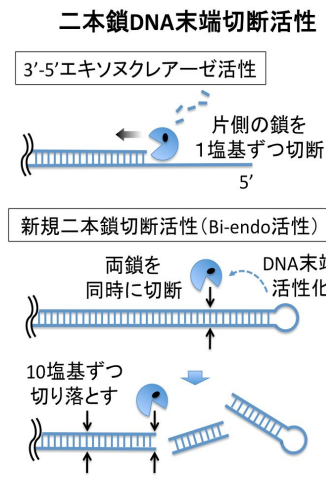 二本鎖DNA末端切断活性
3’-5’エキソヌクレアーゼ活性
片側の鎖を
1塩基ずつ切断
5’
新規二本鎖切断活性（Bi-endo活性）
両鎖を
同時に切断
DNA末端
活性化
10塩基ずつ
切り落とす